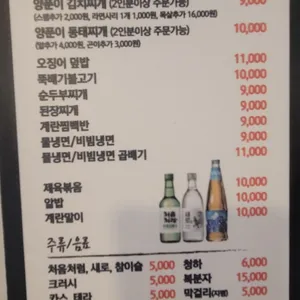 양푼이 김치찌개 (2인분이상 주문가능) 9,000
(스팸추가 2,000원, 라면사리 1개 1,000원, 목살추가 16,000원)
양푼이 동태찌개 (2인분이상 주문가능) 10,000
(알추가 4,000원, 곤이추가 3,000원)
오징어 덮밥 11,000
뚝배기불고기 10,000
순두부찌개 9,000
된장찌개 9,000
계란찜백반 9,000
물냉면/비빔냉면 9,000
물냉면/비빔냉면 곱배기 11,000
제육볶음 10,000
알밥 10,000
계란말이 10,000
주류/음료
처음처럼, 새로, 참이슬 5,000 청하 6,000
크러시 5,000 복분자 15,000
카스, 테라 5,000 막걸리(지평) 5,000